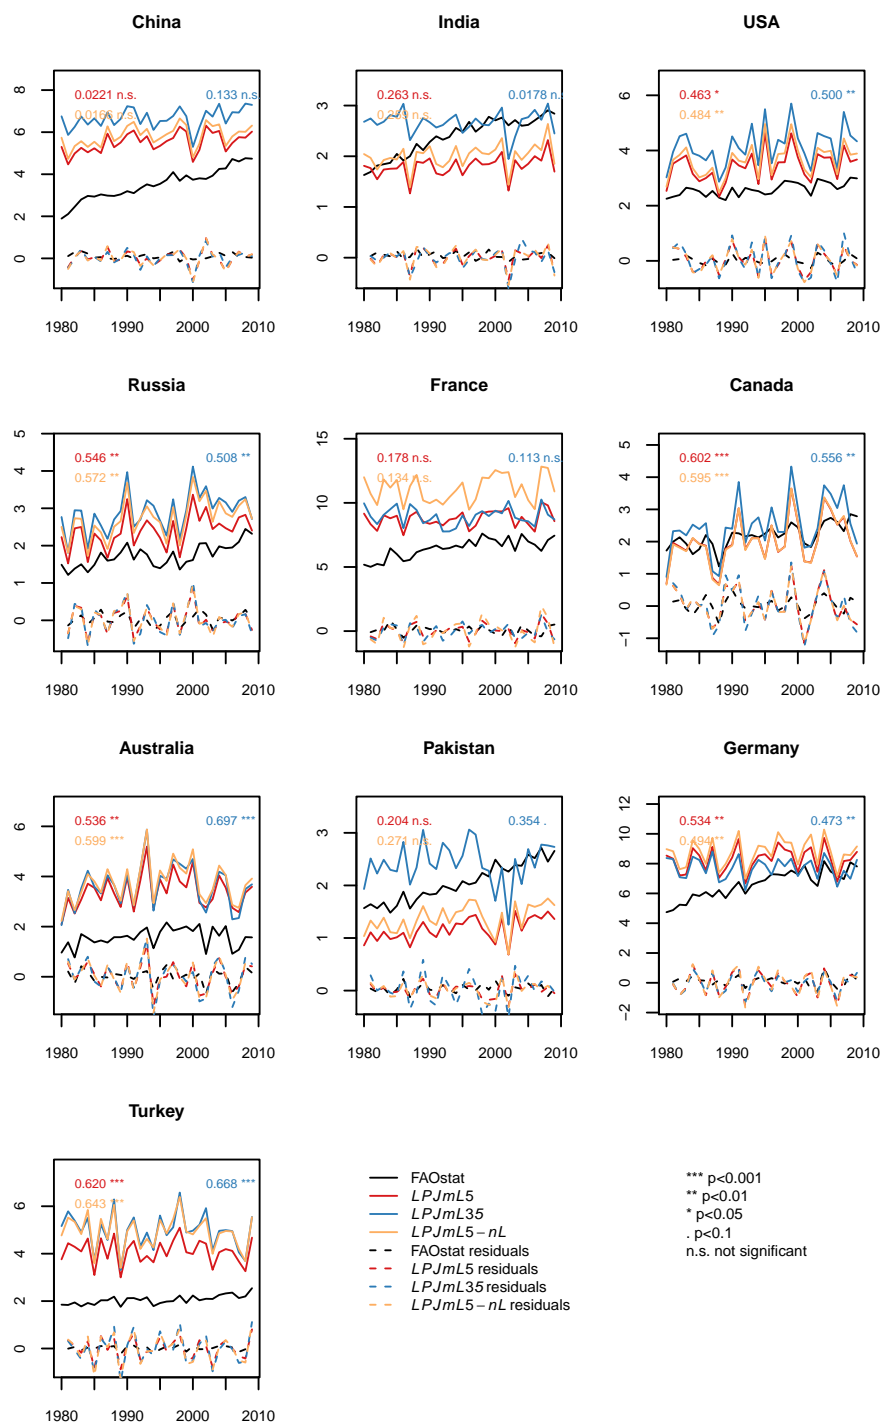 China
India
USA
0.0221 n.s.
0.133 n.s.
0.263 n.s.
0.0178 n.s.
0.463 *
0.500 **
0.484 **
8
6
4
2
0
3
2
1
0
6
4
2
0
1980 1990 2000 2010
1980 1990 2000 2010
1980 1990 2000 2010
Russia
France
Canada
0.546 **
0.508 **
0.178 n.s.
0.113 n.s.
0.602 ***
0.556 **
0.572 **
0.134 n.s.
0.595 ***
5
4
3
2
1
0
15
10
5
0
5
4
3
2
1
0
−1
1980 1990 2000 2010
1980 1990 2000 2010
1980 1990 2000 2010
Australia
Pakistan
Germany
0.536 **
0.697 ***
0.204 n.s.
0.354 .
0.534 **
0.473 **
0.599 ***
0.271 n.s.
0.494 **
6
4
2
0
3
2
1
0
12
10
8
6
4
2
0
−2
1980 1990 2000 2010
1980 1990 2000 2010
1980 1990 2000 2010
Turkey
0.620 ***
0.668 ***
0.643 ***
6
4
2
0
1980 1990 2000 2010
FAOstat
LPJmL5
LPJmL35
LPJmL5−nL
FAOstat residuals
LPJmL5 residuals
LPJmL35 residuals
LPJmL5−nL residuals
*** p<0.001
** p<0.01
* p<0.05
. p<0.1
n.s. not significant